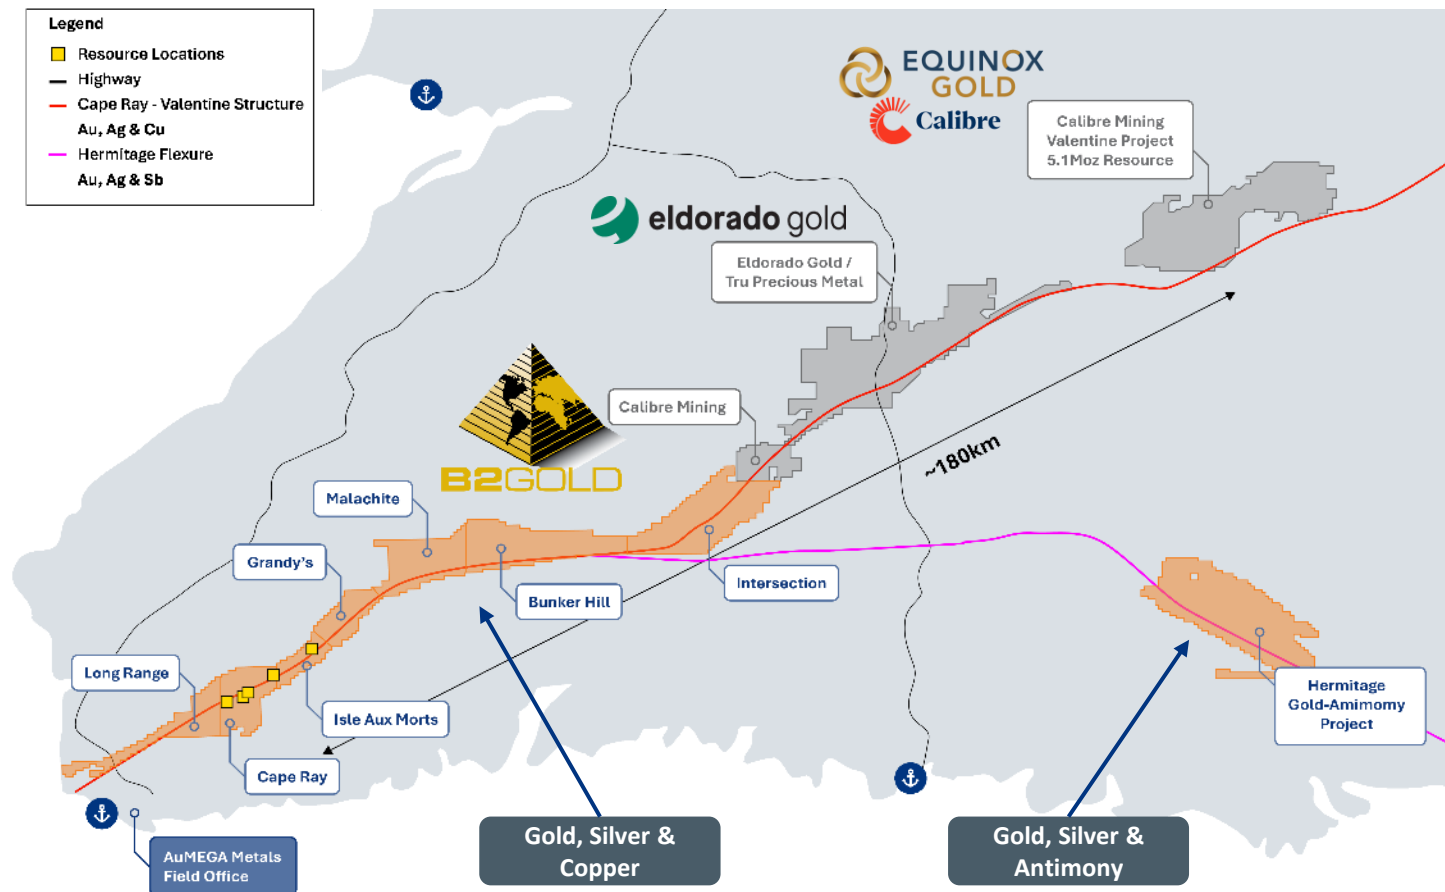 Legend
Resource Locations
Highway
Cape Ray - Valentine Structure
Au, Ag & Cu
Hermitage Flexure
Au, Ag & Sb
EQUINOX
GOLD
Calibre
Calibre Mining
Valentine Project
5.1Moz Resource
eldorado gold
Eldorado Gold /
Tru Precious Metal
B2GOLD
Calibre Mining
~180km
Malachite
Grandy's
Bunker Hill
Intersection
Long Range
Isle Aux Morts
Cape Ray
Hermitage
Gold-Amimomy
Project
AuMEGA Metals
Field Office
Gold, Silver &
Copper
Gold, Silver &
Antimony